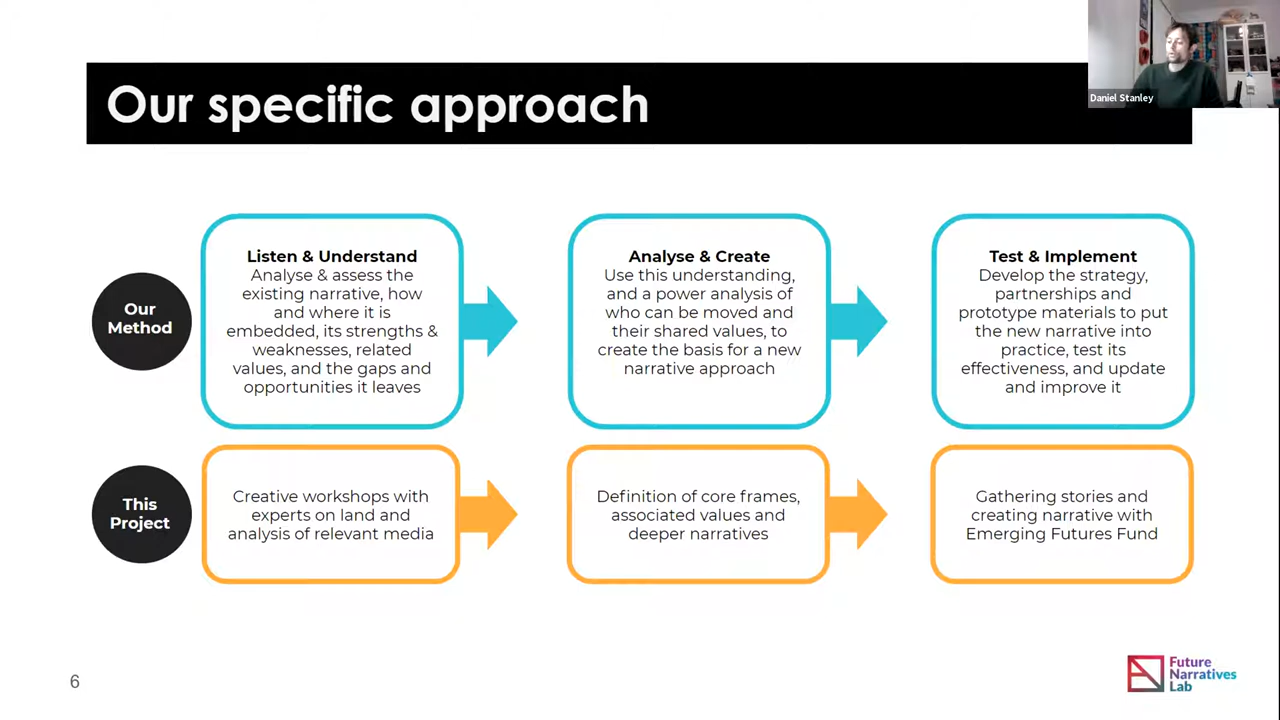 Our specific approach
Daniel Stanley
Our
Method
Listen & Understand
Analyse & assess the
existing narrative, how
and where it is
embedded, its strengths &
weaknesses, related
values, and the gaps and
opportunities it leaves
Analyse & Create
Use this understanding,
and a power analysis of
who can be moved and
their shared values, to
create the basis for a new
narrative approach
Test & Implement
Develop the strategy,
partnerships and
prototype materials to put
the new narrative into
practice, test its
effectiveness, and update
and improve it
This
Project
Creative workshops with
experts on land and
analysis of relevant media
Definition of core frames,
associated values and
deeper narratives
Gathering stories and
creating narrative with
Emerging Futures Fund
6
Future
Narratives
Lab